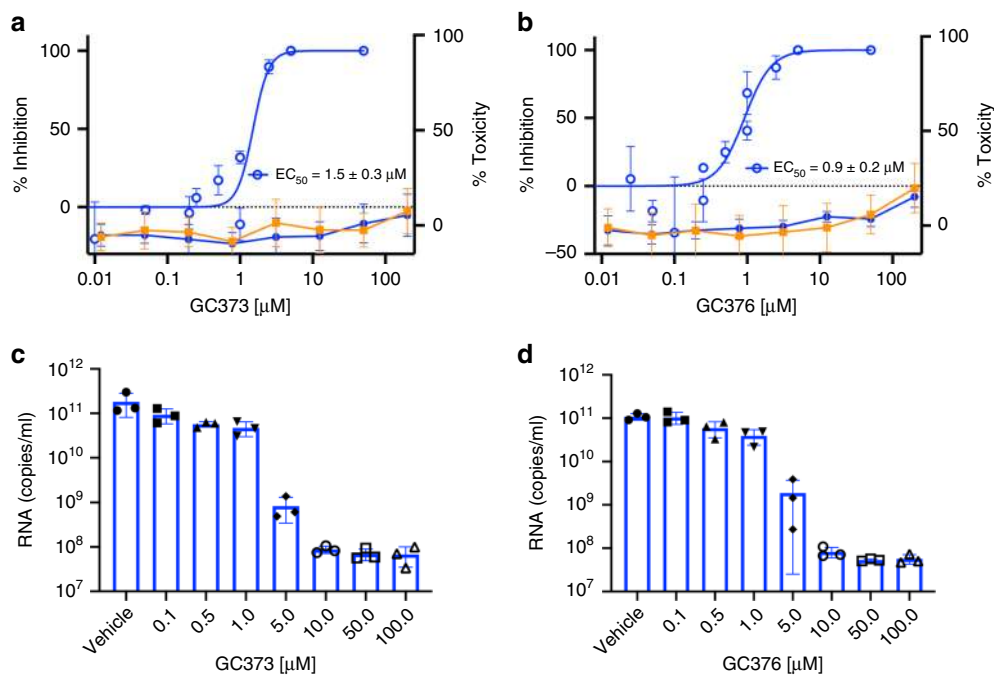 a
b
100
50
0
% Inhibition
100
50
0
% Toxicity
EC50 = 1.5 ± 0.3 μM
0.01
0.1
1
10
100
GC373 [μM]
100
50
0
–50
% Inhibition
100
50
0
% Toxicity
EC50 = 0.9 ± 0.2 μM
0.01
0.1
1
10
100
GC376 [μM]
c
d
10^12
10^11
10^10
10^9
10^8
10^7
RNA (copies/ml)
Vehicle
0.1
0.5
1.0
5.0
10.0
50.0
100.0
GC373 [μM]
10^12
10^11
10^10
10^9
10^8
10^7
RNA (copies/ml)
Vehicle
0.1
0.5
1.0
5.0
10.0
50.0
100.0
GC376 [μM]